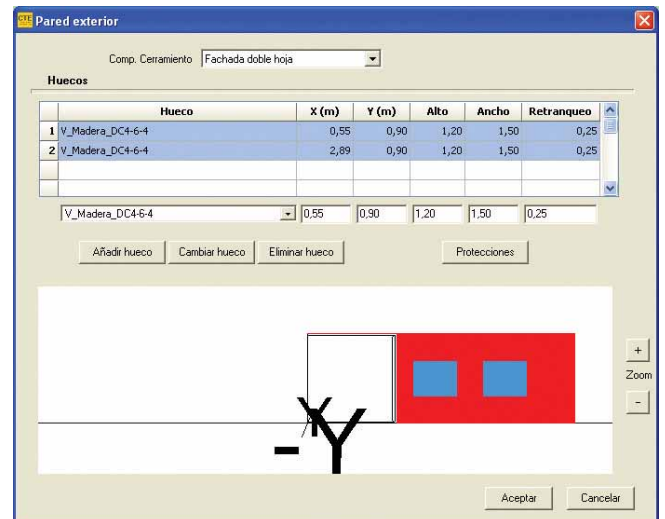 CTE Pared exterior
Comp. Cerramiento Fachada doble hoja
Huecos
Hueco X (m) Y (m) Alto Ancho Retranqueo
1 V_Madera_DC4-6-4 0,55 0,90 1,20 1,50 0,25
2 V_Madera_DC4-6-4 2,89 0,90 1,20 1,50 0,25
V_Madera_DC4-6-4 0,55 0,90 1,20 1,50 0,25
Añadir hueco Cambiar hueco Eliminar hueco Protecciones
+
Zoom
-
Y
-Y
Aceptar Cancelar